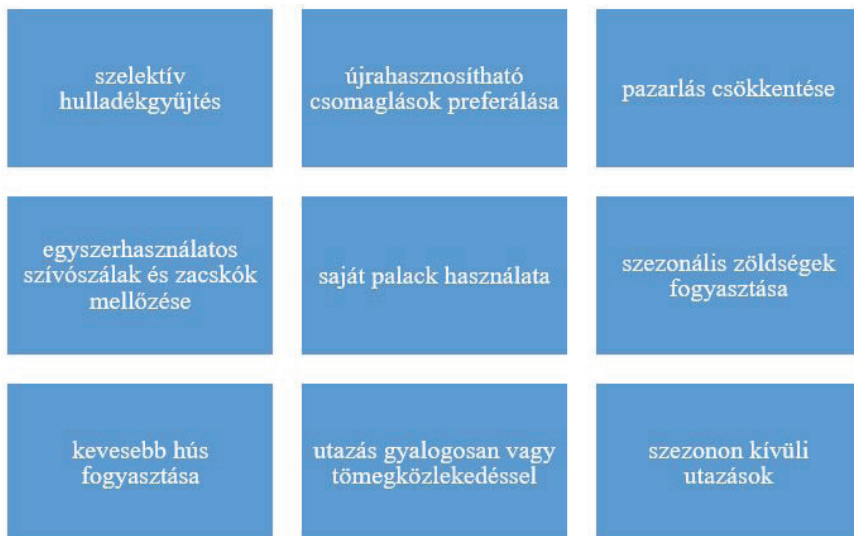 szelektív
hulladékgyűjtés
újrahasznosítható
csomaglások preferálása
pazarlás csökkentése
egyszerhasználatos
szívószálak és zacskók
mellőzése
saját palack használata
szezonális zöldségek
fogyasztása
kevesebb hús
fogyasztása
utazás gyalogosan vagy
tömegközlekedéssel
szezonon kívüli
utazások